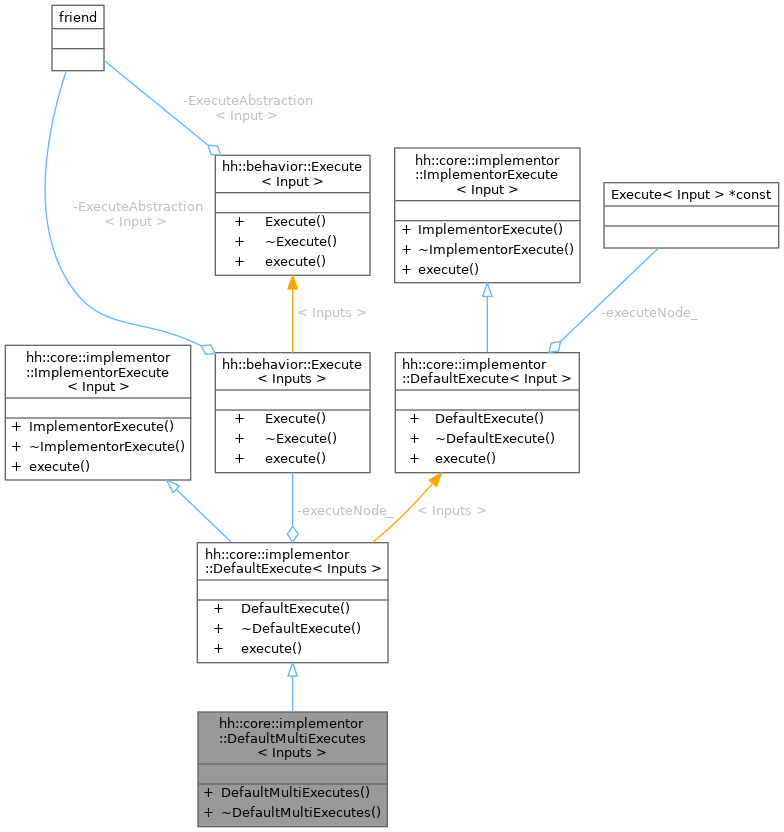 friend
-ExecuteAbstraction
< Input >
hh::behavior::Execute
< Input >
+ Execute()
+ ~Execute()
+ execute()
hh::core::implementor
::ImplementorExecute
< Input >
+ ImplementorExecute()
+ ~ImplementorExecute()
+ execute()
Execute< Input > *const
-ExecuteAbstraction
< Input >
< Inputs >
-executeNode_
hh::core::implementor
::ImplementorExecute
< Input >
+ ImplementorExecute()
+ ~ImplementorExecute()
+ execute()
hh::behavior::Execute
< Inputs >
+ Execute()
+ ~Execute()
+ execute()
hh::core::implementor
::DefaultExecute< Input >
+ DefaultExecute()
+ ~DefaultExecute()
+ execute()
-executeNode_
< Inputs >
hh::core::implementor
::DefaultExecute< Inputs >
+ DefaultExecute()
+ ~DefaultExecute()
+ execute()
hh::core::implementor
::DefaultMultiExecutes
< Inputs >
+ DefaultMultiExecutes()
+ ~DefaultMultiExecutes()